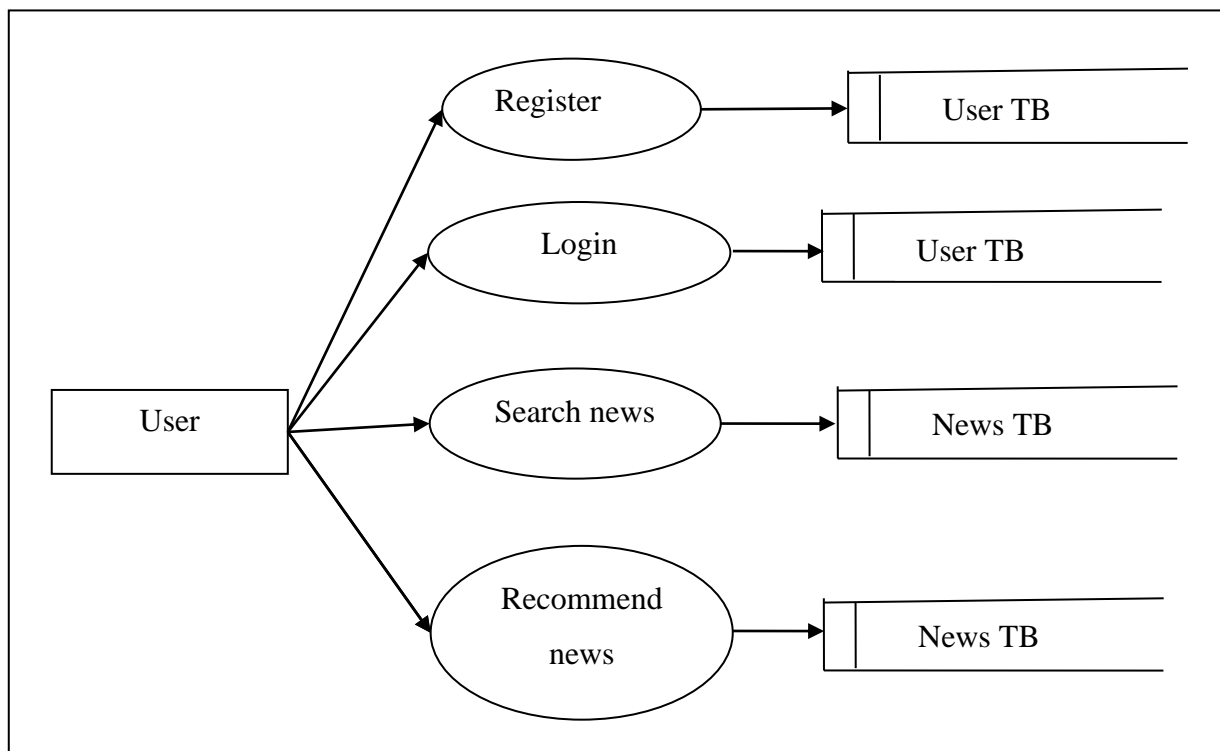 Register
User TB
Login
User TB
User
Search news
News TB
Recommend
news
News TB